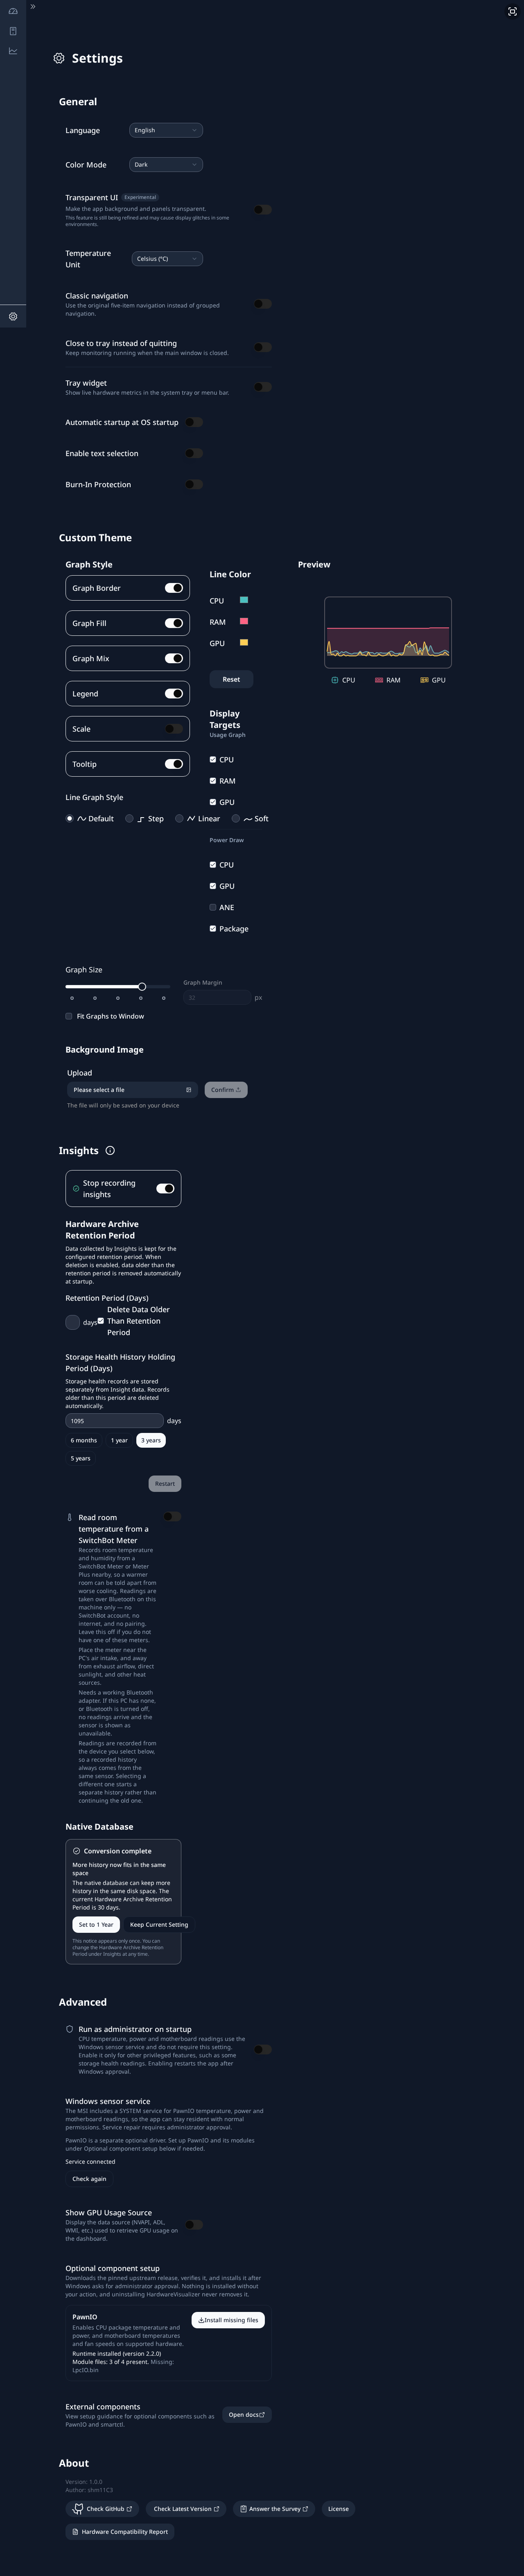 Settings
General
Language
English
Color Mode
Dark
Transparent UI
Experimental
Make the app background and panels transparent.
This feature is still being refined and may cause display glitches in some
environments.
Temperature
Unit
Celsius (°C)
Classic navigation
Use the original five-item navigation instead of grouped
navigation.
Close to tray instead of quitting
Keep monitoring running when the main window is closed.
Tray widget
Show live hardware metrics in the system tray or menu bar.
Automatic startup at OS startup
Enable text selection
Burn-In Protection
Custom Theme
Graph Style
Graph Border
Graph Fill
Graph Mix
Legend
Scale
Tooltip
Line Graph Style
Default
Step
Linear
Soft
Line Color
CPU
RAM
GPU
Reset
Display
Targets
Usage Graph
CPU
RAM
GPU
Power Draw
CPU
GPU
ANE
Package
Preview
CPU
RAM
GPU
Graph Size
Graph Margin
32
px
Fit Graphs to Window
Background Image
Upload
Please select a file
Confirm
The file will only be saved on your device
Insights
Stop recording
insights
Hardware Archive
Retention Period
Data collected by Insights is kept for the
configured retention period. When
deletion is enabled, data older than the
retention period is removed automatically
at startup.
Retention Period (Days)
days
Delete Data Older
Than Retention
Period
Storage Health History Holding
Period (Days)
Storage health records are stored
separately from Insight data. Records
older than this period are deleted
automatically.
1095
days
6 months
1 year
3 years
5 years
Restart
Read room
temperature from a
SwitchBot Meter
Records room temperature
and humidity from a
SwitchBot Meter or Meter
Plus nearby, so a warmer
room can be told apart from
worse cooling. Readings are
taken over Bluetooth on this
machine only — no
SwitchBot account, no
internet, and no pairing.
Leave this off if you do not
have one of these meters.
Place the meter near the
PC's air intake, and away
from exhaust airflow, direct
sunlight, and other heat
sources.
Needs a working Bluetooth
adapter. If this PC has none,
or Bluetooth is turned off,
no readings arrive and the
sensor is shown as
unavailable.
Readings are recorded from
the device you select below,
so a recorded history
always comes from the
same sensor. Selecting a
different one starts a
separate history rather than
continuing the old one.
Native Database
Conversion complete
More history now fits in the same
space
The native database can keep more
history in the same disk space. The
current Hardware Archive Retention
Period is 30 days.
Set to 1 Year
Keep Current Setting
This notice appears only once. You can
change the Hardware Archive Retention
Period under Insights at any time.
Advanced
Run as administrator on startup
CPU temperature, power and motherboard readings use the
Windows sensor service and do not require this setting.
Enable it only for other privileged features, such as some
storage health readings. Enabling restarts the app after
Windows approval.
Windows sensor service
The MSI includes a SYSTEM service for PawnIO temperature, power and
motherboard readings, so the app can stay resident with normal
permissions. Service repair requires administrator approval.
PawnIO is a separate optional driver. Set up PawnIO and its modules
under Optional component setup below if needed.
Service connected
Check again
Show GPU Usage Source
Display the data source (NVAPI, ADL,
WMI, etc.) used to retrieve GPU usage on
the dashboard.
Optional component setup
Downloads the pinned upstream release, verifies it, and installs it after
Windows asks for administrator approval. Nothing is installed without
your action, and uninstalling HardwareVisualizer never removes it.
PawnIO
Enables CPU package temperature and
power, and motherboard temperatures
and fan speeds on supported hardware.
Runtime installed (version 2.2.0)
Module files: 3 of 4 present. Missing:
LpcIO.bin
Install missing files
External components
View setup guidance for optional components such as
PawnIO and smartctl.
Open docs
About
Version: 1.0.0
Author: shm11C3
Check GitHub
Check Latest Version
Answer the Survey
License
Hardware Compatibility Report